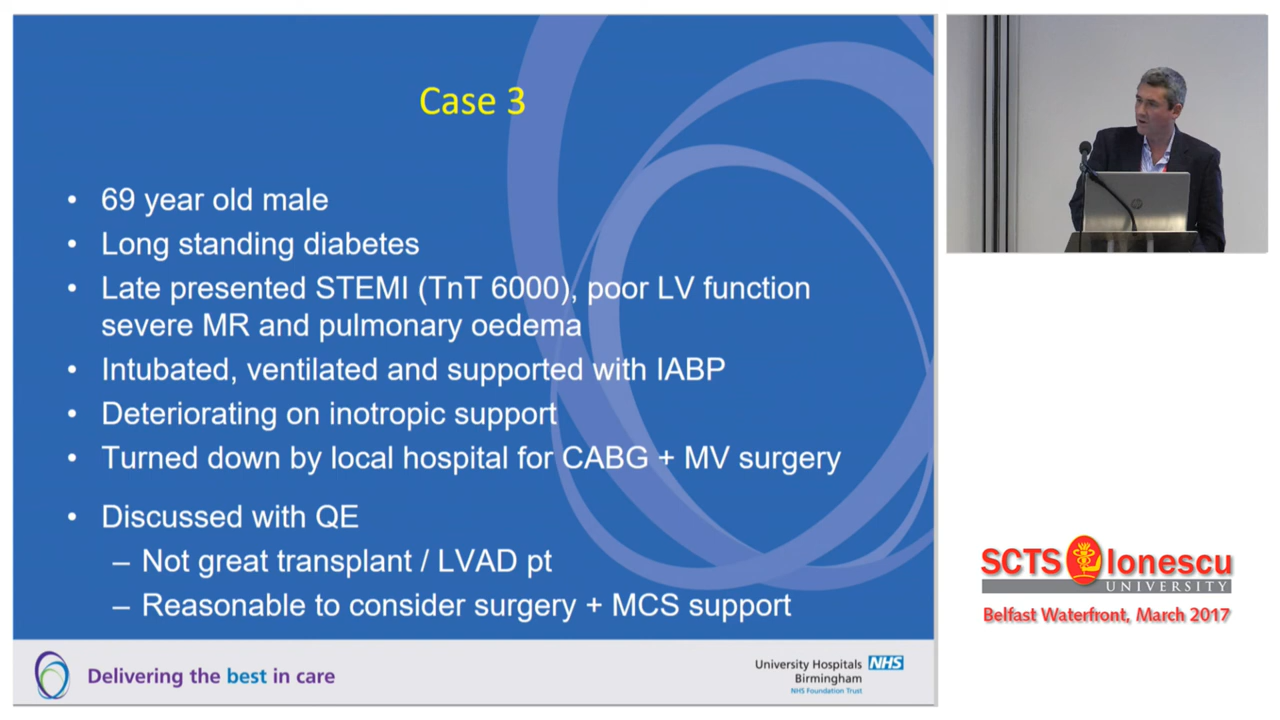 Case 3
• 69 year old male
• Long standing diabetes
• Late presented STEMI (TnT 6000), poor LV function
severe MR and pulmonary oedema
• Intubated, ventilated and supported with IABP
• Deteriorating on inotropic support
• Turned down by local hospital for CABG + MV surgery
• Discussed with QE
– Not great transplant / LVAD pt
– Reasonable to consider surgery + MCS support
Delivering the best in care
University Hospitals NHS
Birmingham
NHS Foundation Trust
SCTS Ionescu
UNIVERSITY
Belfast Waterfront, March 2017